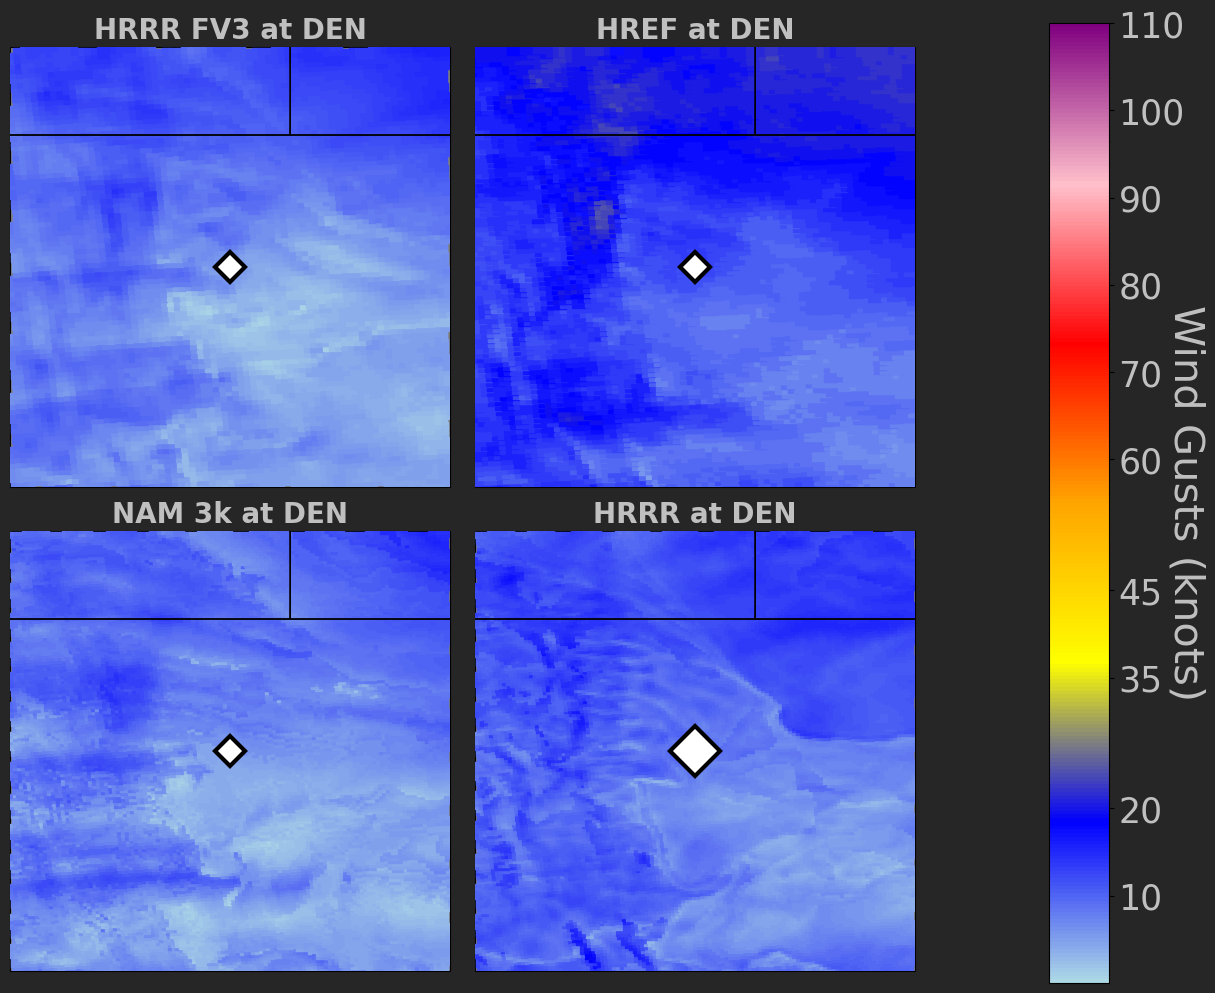 HRRR FV3 at DEN
HREF at DEN
NAM 3k at DEN
HRRR at DEN
110
100
90
80
70
60
45
35
20
10
Wind Gusts (knots)